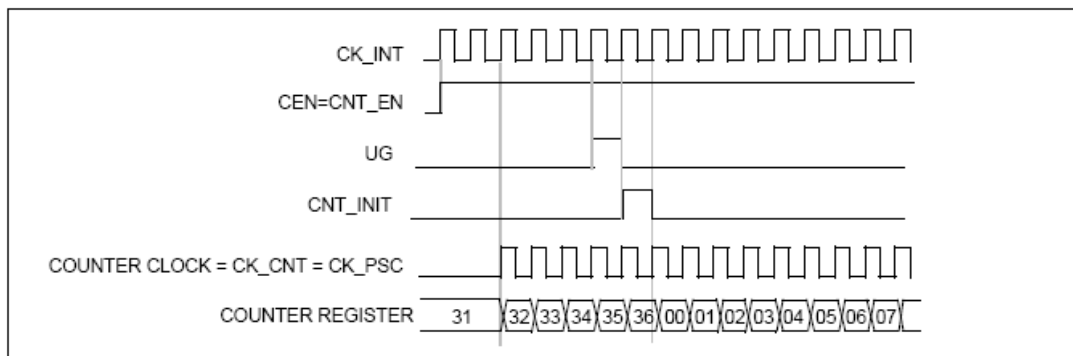 CK_INT
CEN=CNT_EN
UG
CNT_INIT
COUNTER CLOCK = CK_CNT = CK_PSC
COUNTER REGISTER 31 32 33 34 35 36 00 01 02 03 04 05 06 07